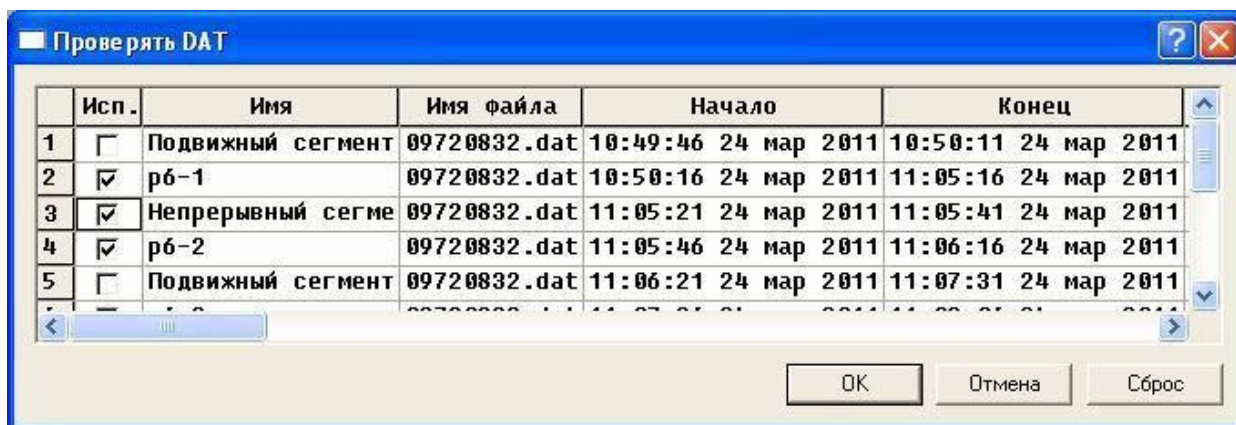 Проверять DAT
Исп. Имя Имя файла Начало Конец
1 Подвижный сегмент 09720832.dat 10:49:46 24 мар 2011 10:50:11 24 мар 2011
2 р6-1 09720832.dat 10:50:16 24 мар 2011 11:05:16 24 мар 2011
3 Непрерывный сегме 09720832.dat 11:05:21 24 мар 2011 11:05:41 24 мар 2011
4 р6-2 09720832.dat 11:05:46 24 мар 2011 11:06:16 24 мар 2011
5 Подвижный сегмент 09720832.dat 11:06:21 24 мар 2011 11:07:31 24 мар 2011
OK Отмена Сброс